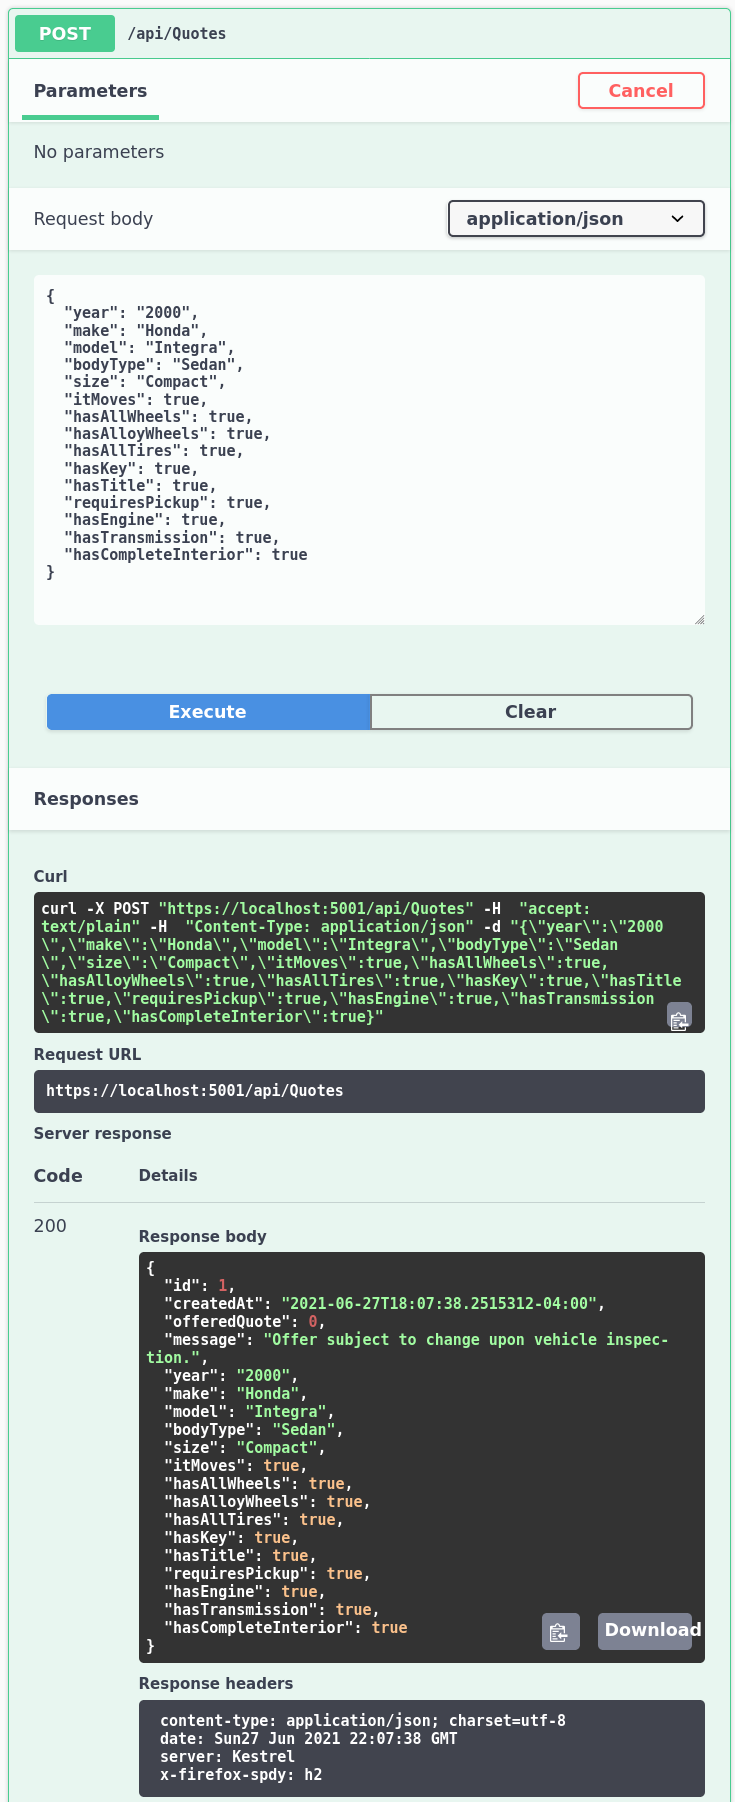 POST /api/Quotes
Parameters Cancel
No parameters
Request body application/json
{
  "year": "2000",
  "make": "Honda",
  "model": "Integra",
  "bodyType": "Sedan",
  "size": "Compact",
  "itMoves": true,
  "hasAllWheels": true,
  "hasAlloyWheels": true,
  "hasAllTires": true,
  "hasKey": true,
  "hasTitle": true,
  "requiresPickup": true,
  "hasEngine": true,
  "hasTransmission": true,
  "hasCompleteInterior": true
}
Execute Clear
Responses
Curl
curl -X POST "https://localhost:5001/api/Quotes" -H  "accept:
text/plain" -H  "Content-Type: application/json" -d "{\"year\":\"2000
\",\"make\":\"Honda\",\"model\":\"Integra\",\"bodyType\":\"Sedan
\",\"size\":\"Compact\",\"itMoves\":true,\"hasAllWheels\":true,
\"hasAlloyWheels\":true,\"hasAllTires\":true,\"hasKey\":true,\"hasTitle
\":true,\"requiresPickup\":true,\"hasEngine\":true,\"hasTransmission
\":true,\"hasCompleteInterior\":true}"
Request URL
https://localhost:5001/api/Quotes
Server response
Code Details
200
Response body
{
  "id": 1,
  "createdAt": "2021-06-27T18:07:38.2515312-04:00",
  "offeredQuote": 0,
  "message": "Offer subject to change upon vehicle inspec-
tion.",
  "year": "2000",
  "make": "Honda",
  "model": "Integra",
  "bodyType": "Sedan",
  "size": "Compact",
  "itMoves": true,
  "hasAllWheels": true,
  "hasAlloyWheels": true,
  "hasAllTires": true,
  "hasKey": true,
  "hasTitle": true,
  "requiresPickup": true,
  "hasEngine": true,
  "hasTransmission": true,
  "hasCompleteInterior": true
}
Download
Response headers
content-type: application/json; charset=utf-8
date: Sun27 Jun 2021 22:07:38 GMT
server: Kestrel
x-firefox-spdy: h2